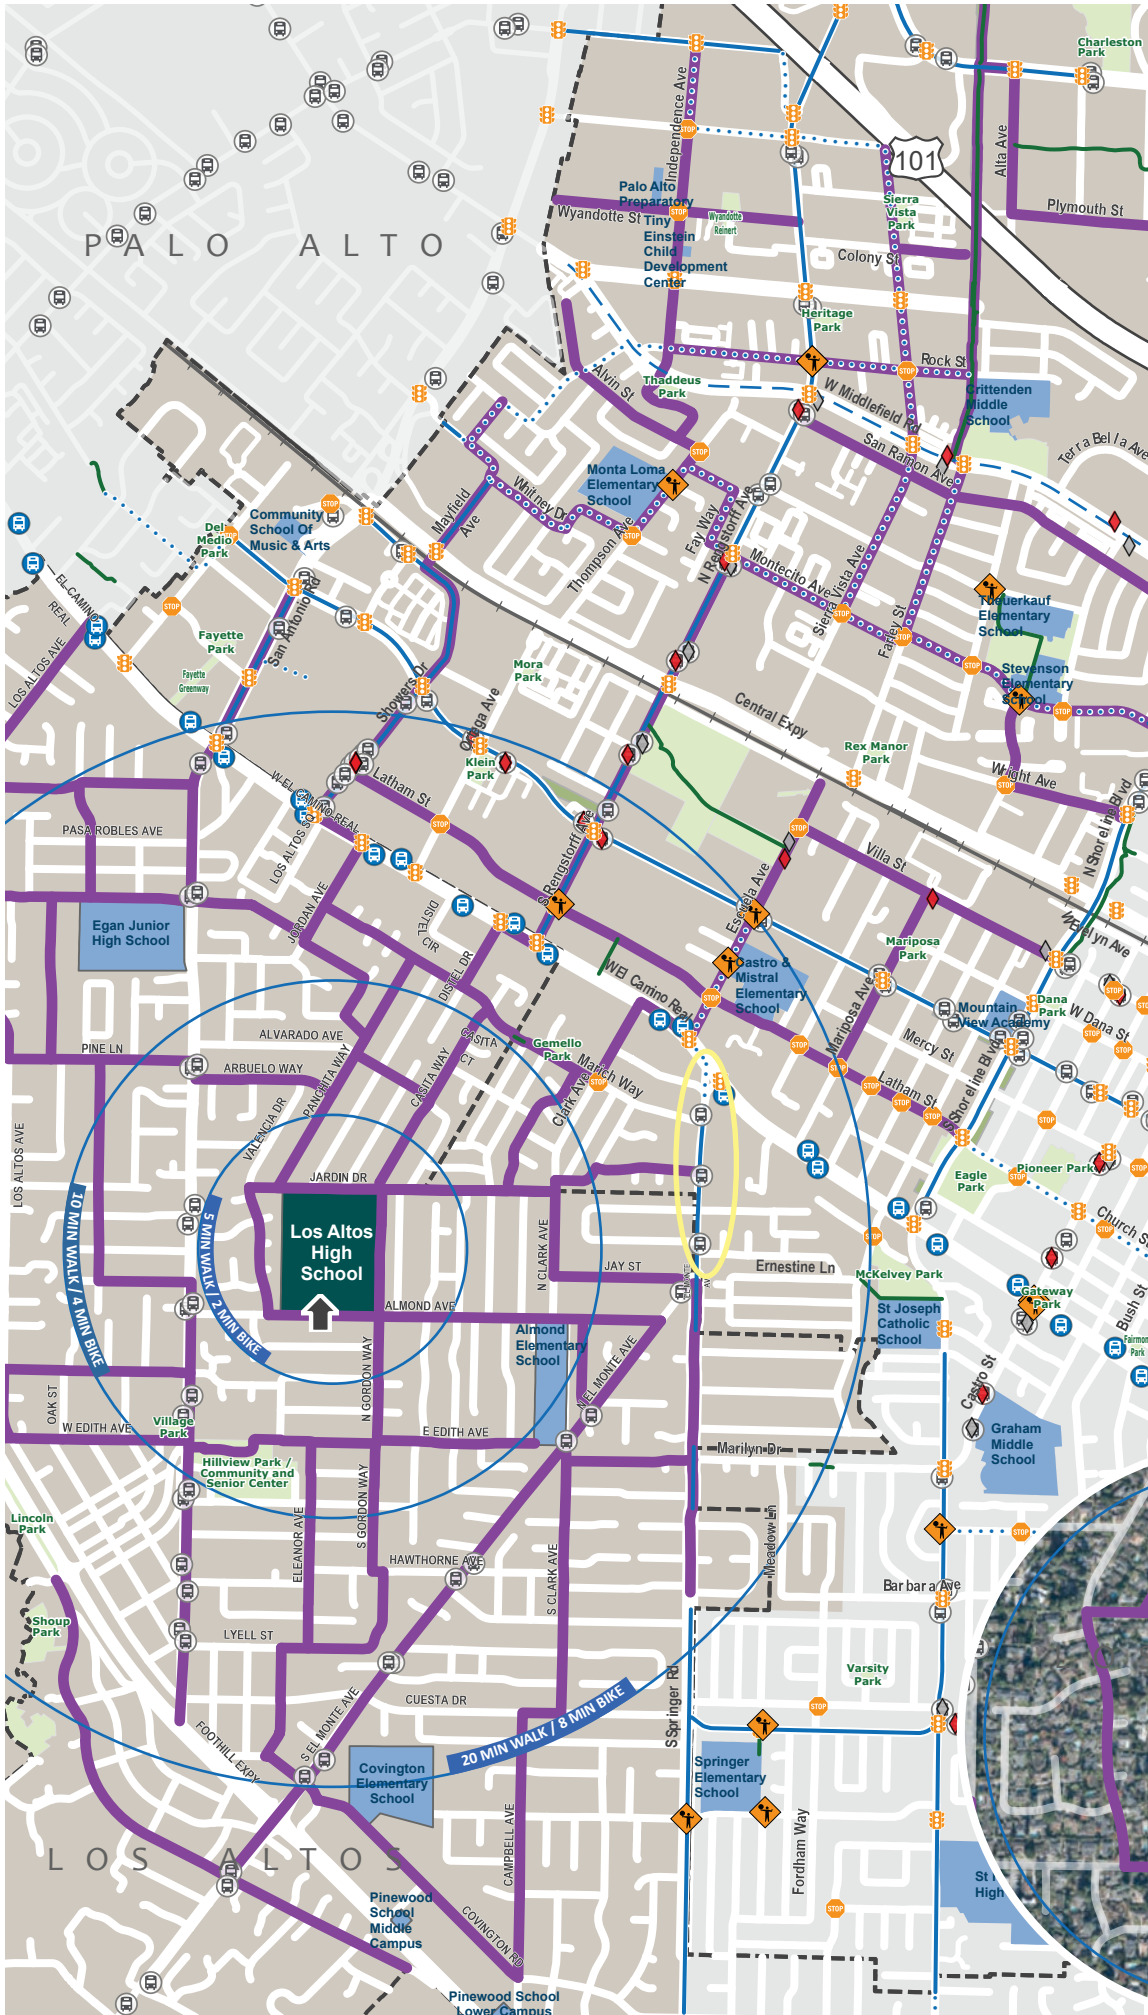 Charleston
Park
Independence Ave
101
Alta Ave
Palo Alto
Preparatory
Plymouth St
Wyandotte St
Wyandotte
Reinert
Sierra
Vista
Park
Tiny
Einstein
Child
Development
Center
PALO ALTO
Colony St
Heritage
Park
Rock St
Alvin St
Thaddeus
Park
W Middlefield Rd
Crittenden
Middle
School
San Ramon Ave
Terra Bella Ave
Monta Loma
Elementary
School
Whitney Dr
Mayfield
Ave
Community
School Of
Music & Arts
Del
Medio
Park
Thompson Ave
Fay Way
N Rengstorff Ave
Montecito Ave
Sierra Vista Ave
Farley St
Theuerkauf
Elementary
School
Stevenson
Elementary
School
EL CAMINO
REAL
LOS ALTOS AVE
San Antonio Rd
Fayette
Park
Fayette
Greenway
Showers Dr
Mora
Park
Ortega Ave
Central Expy
Rex Manor
Park
Wright Ave
N Shoreline Blvd
Klein
Park
Latham St
W EL CAMINO REAL
LOS ALTOS SQ
PASA ROBLES AVE
S Rengstorff Ave
Escuela Ave
Villa St
W Evelyn Ave
JORDAN AVE
DISTEL
CIR
DISTEL DR
Egan Junior
High School
W El Camino Real
Castro &
Mistral
Elementary
School
Mariposa
Park
Mariposa Ave
Mountain
View Academy
Dana
Park
W Dana St
Mercy St
S Shoreline Blvd
ALVARADO AVE
PINE LN
ARBUELO WAY
CASITA
CT
Gemello
Park
Marich Way
Clark Ave
CASITA WAY
PANCHITA WAY
VALENCIA DR
Latham St
Eagle
Park
Pioneer Park
Church St
LOS ALTOS AVE
JARDIN DR
Los Altos
High
School
5 MIN WALK / 2 MIN BIKE
10 MIN WALK / 4 MIN BIKE
N CLARK AVE
JAY ST
Ernestine Ln
McKelvey Park
St Joseph
Catholic
School
Gateway
Park
Bush St
ALMOND AVE
Almond
Elementary
School
N EL MONTE AVE
N GORDON WAY
Castro St
OAK ST
W EDITH AVE
Village
Park
E EDITH AVE
Marilyn Dr
Graham
Middle
School
Hillview Park /
Community and
Senior Center
Lincoln
Park
ELEANOR AVE
S GORDON WAY
HAWTHORNE AVE
S CLARK AVE
Meadow Ln
Barbara Ave
Shoup
Park
LYELL ST
CUESTA DR
S EL MONTE AVE
FOOTHILL EXPY
20 MIN WALK / 8 MIN BIKE
S Springer Rd
Varsity
Park
Covington
Elementary
School
Springer
Elementary
School
Fordham Way
CAMPBELL AVE
LOS ALTOS
Pinewood
School
Middle
Campus
COVINGTON RD
High
Pinewood School
Lower Campus